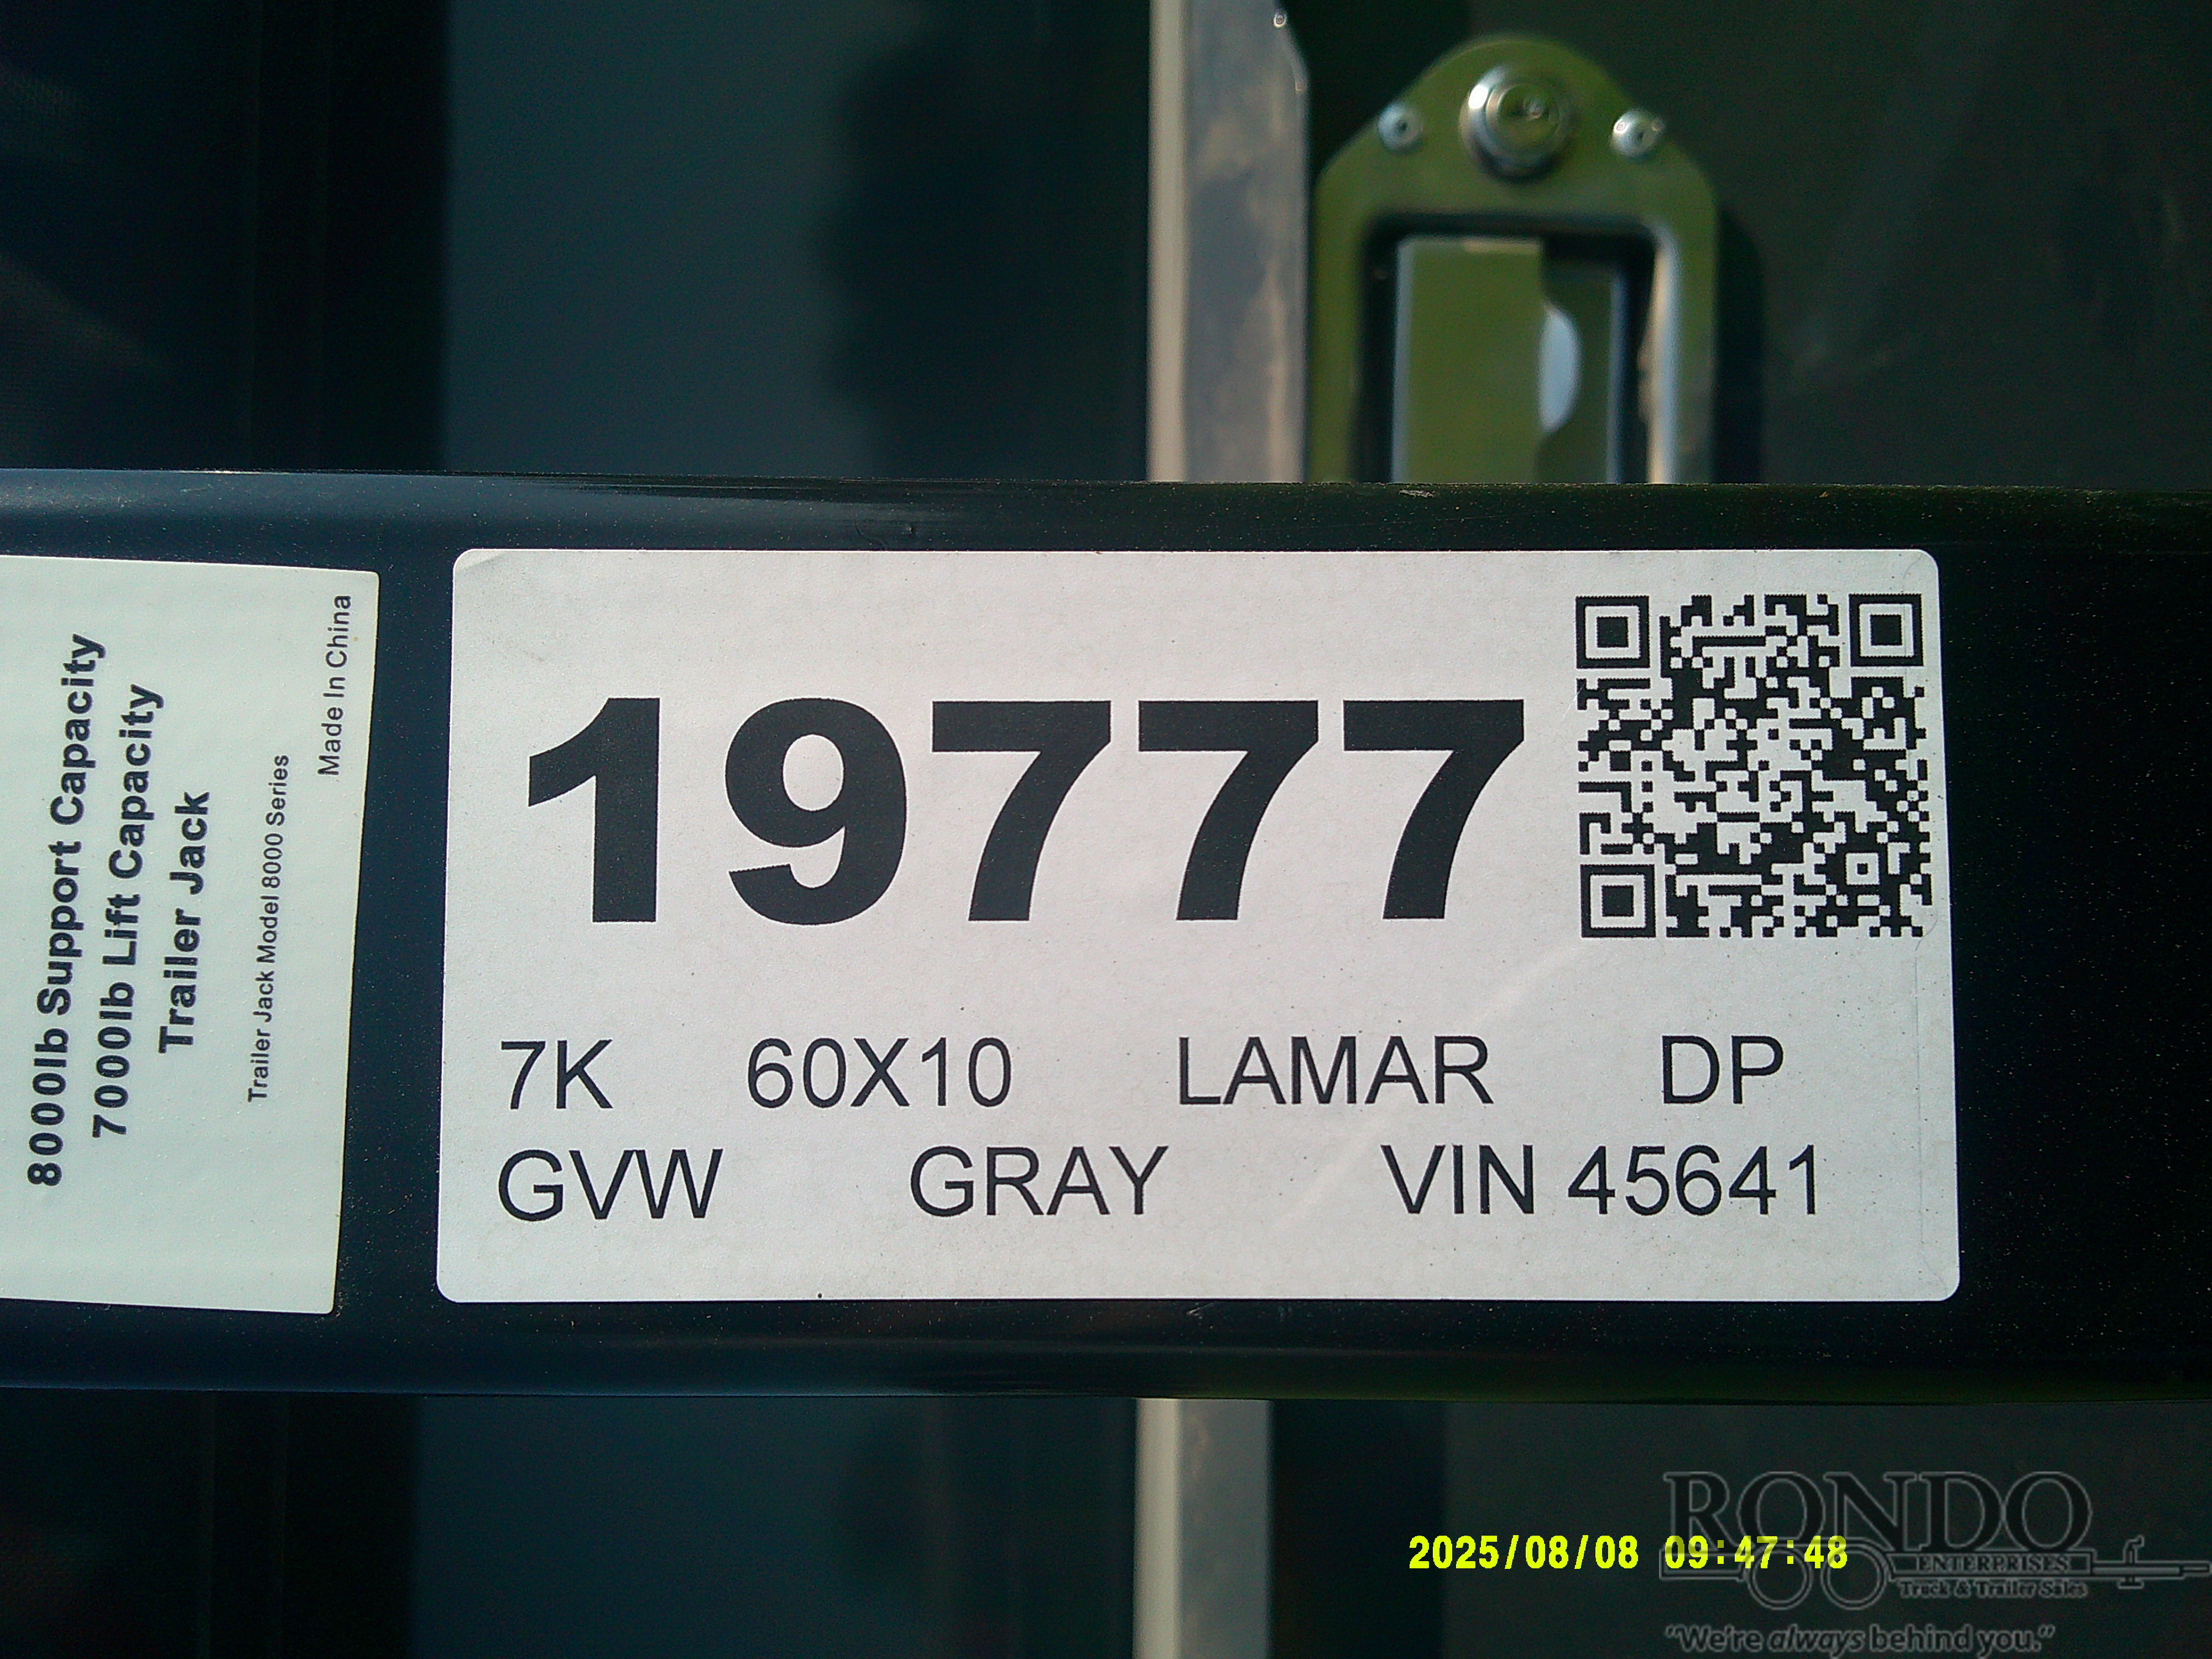 8000lb Support Capacity
7000lb Lift Capacity
Trailer Jack
Trailer Jack Model 8000 Series
Made In China
19777
7K 60X10 LAMAR DP
GVW GRAY VIN 45641
2025/08/08 09:47:48
RONDO
ENTERPRISES
Truck & Trailer Sales
"We're always behind you."